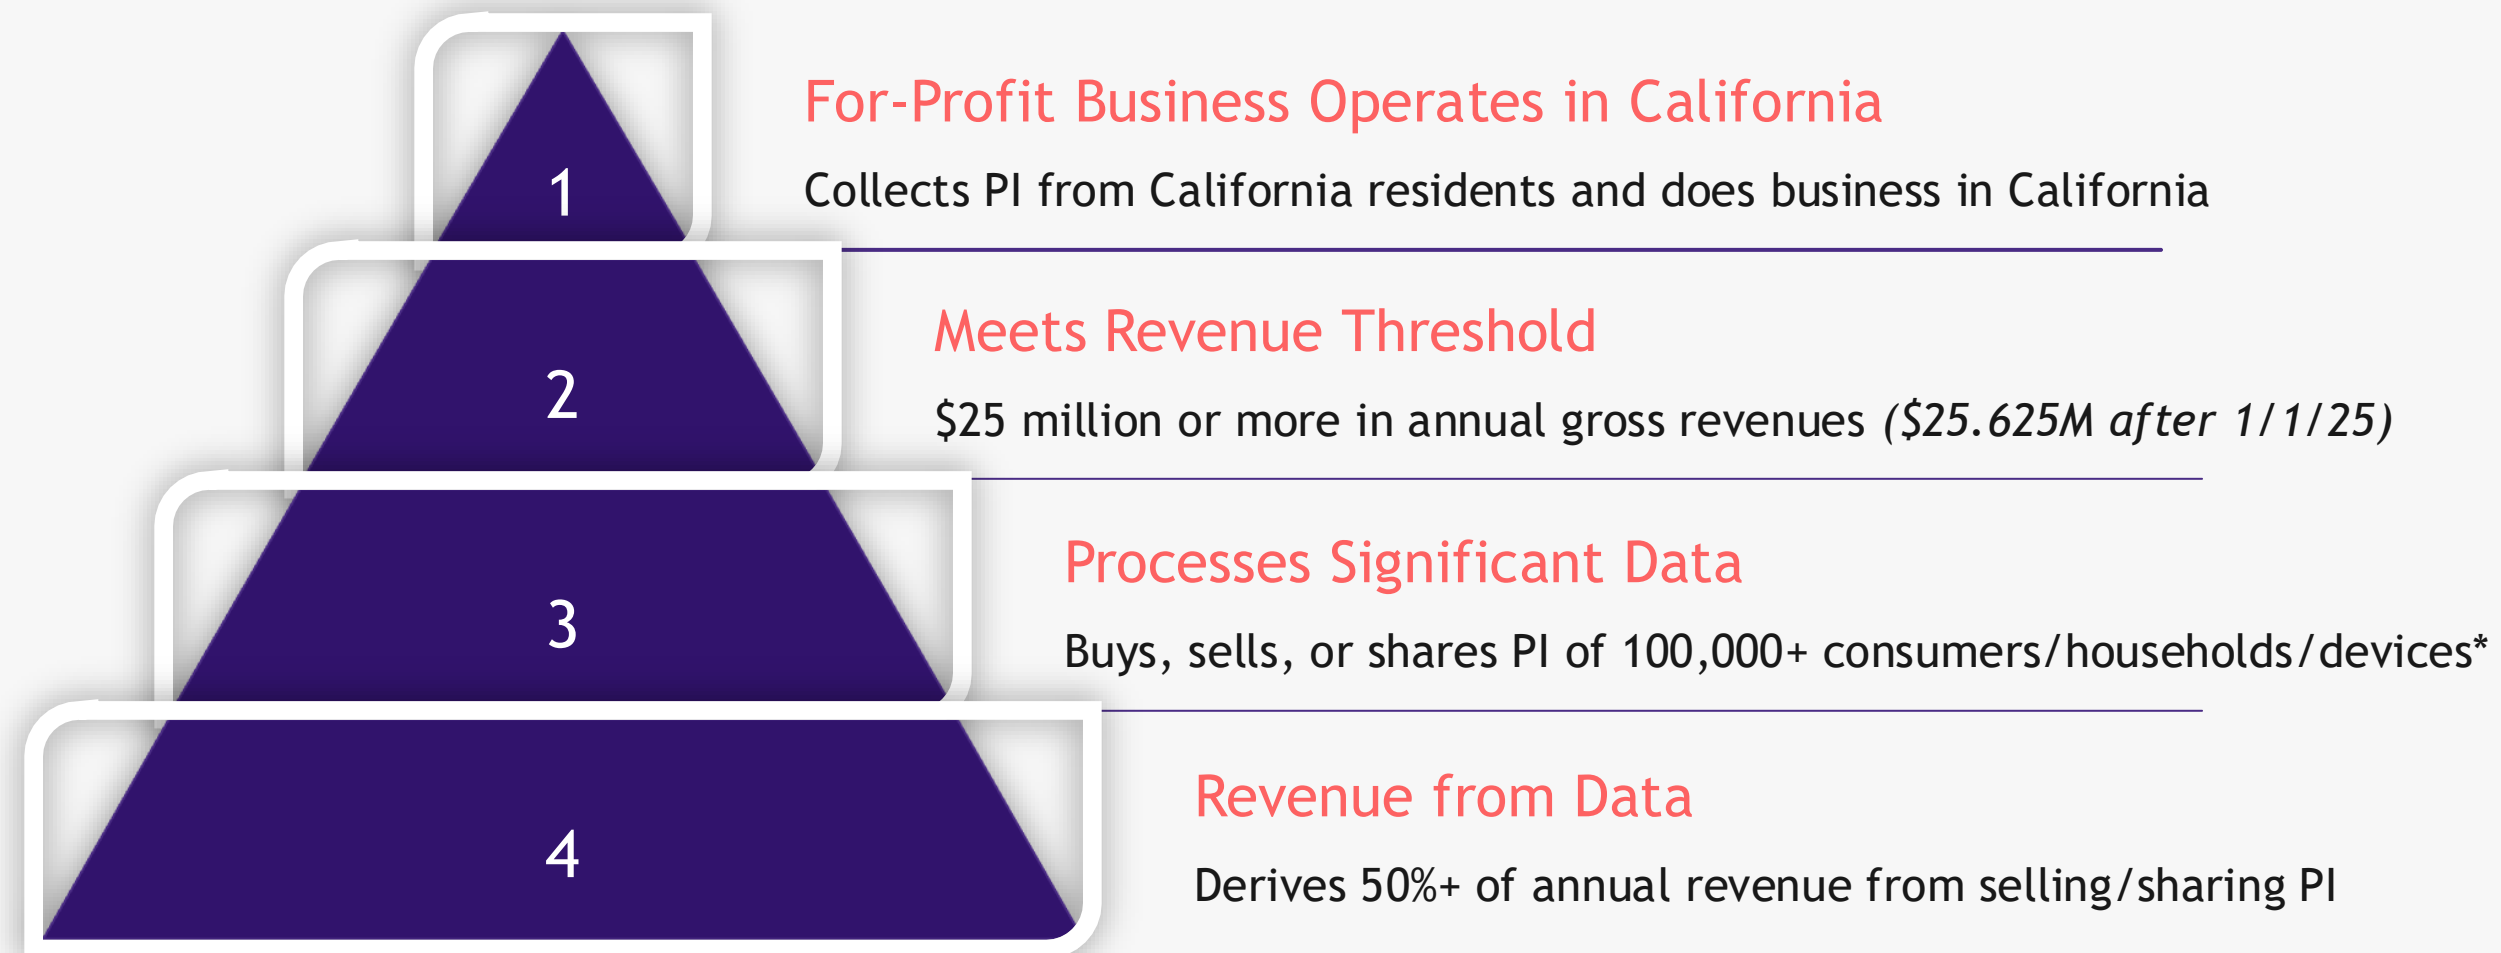 1
For-Profit Business Operates in California
Collects PI from California residents and does business in California
2
Meets Revenue Threshold
$25 million or more in annual gross revenues ($25.625M after 1/1/25)
3
Processes Significant Data
Buys, sells, or shares PI of 100,000+ consumers/households/devices*
4
Revenue from Data
Derives 50%+ of annual revenue from selling/sharing PI